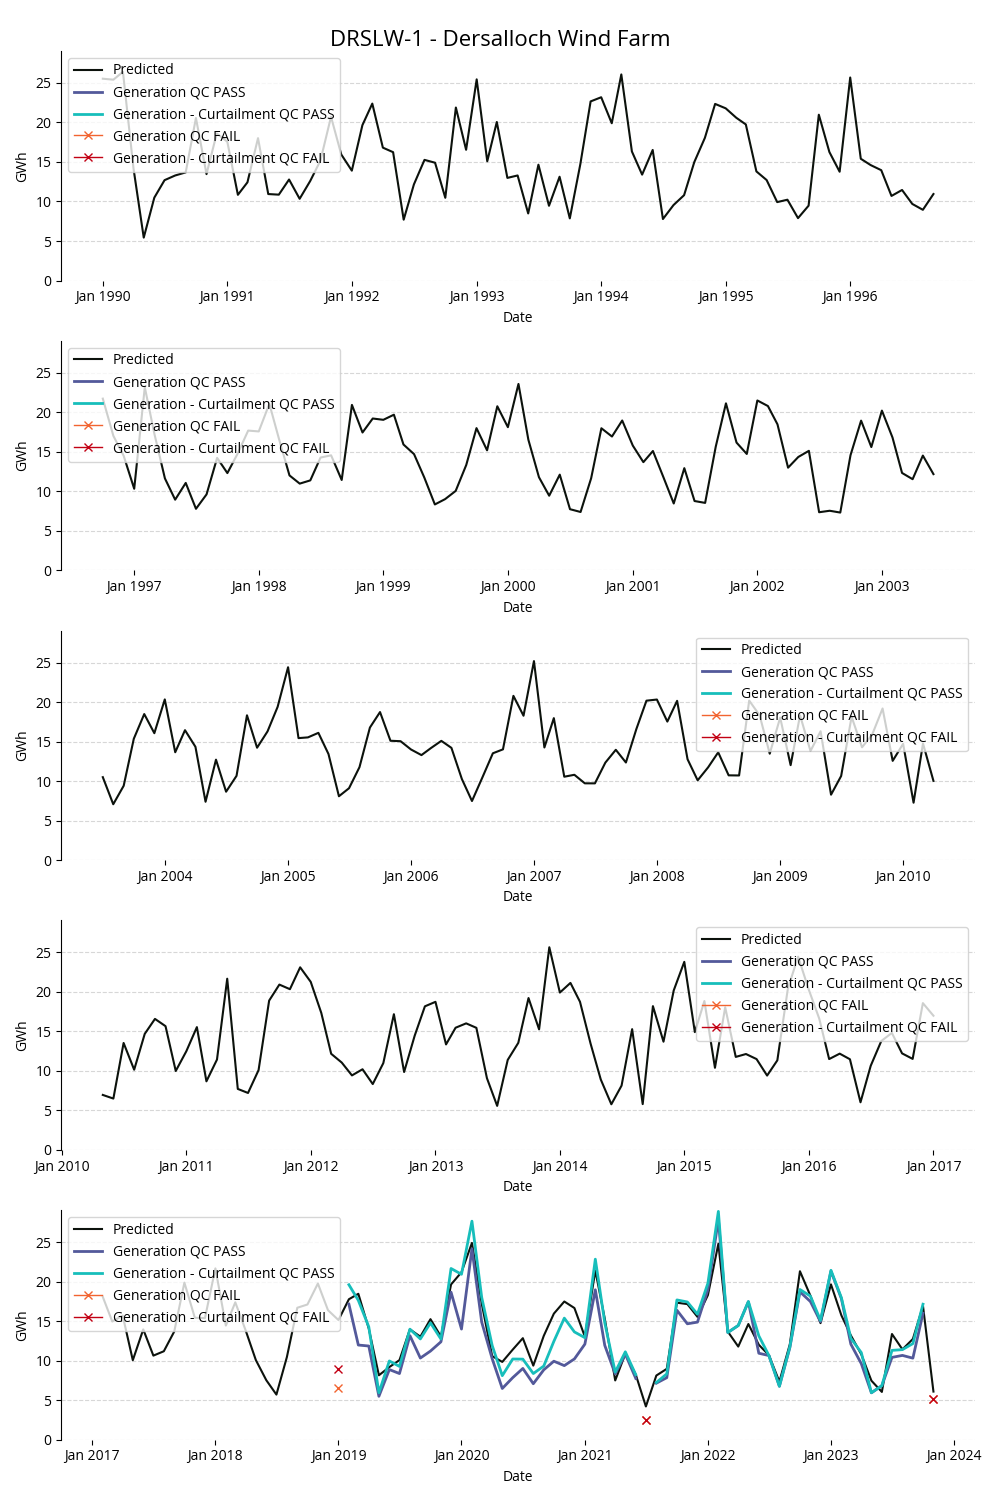 DRSLW-1 - Dersalloch Wind Farm
Predicted
Generation QC PASS
Generation - Curtailment QC PASS
Generation QC FAIL
Generation - Curtailment QC FAIL
GWh
25
20
15
10
5
0
Jan 1990 Jan 1991 Jan 1992 Jan 1993 Jan 1994 Jan 1995 Jan 1996
Date
Predicted
Generation QC PASS
Generation - Curtailment QC PASS
Generation QC FAIL
Generation - Curtailment QC FAIL
GWh
25
20
15
10
5
0
Jan 1997 Jan 1998 Jan 1999 Jan 2000 Jan 2001 Jan 2002 Jan 2003
Date
Predicted
Generation QC PASS
Generation - Curtailment QC PASS
Generation QC FAIL
Generation - Curtailment QC FAIL
GWh
25
20
15
10
5
0
Jan 2004 Jan 2005 Jan 2006 Jan 2007 Jan 2008 Jan 2009 Jan 2010
Date
Predicted
Generation QC PASS
Generation - Curtailment QC PASS
Generation QC FAIL
Generation - Curtailment QC FAIL
GWh
25
20
15
10
5
0
Jan 2010 Jan 2011 Jan 2012 Jan 2013 Jan 2014 Jan 2015 Jan 2016 Jan 2017
Date
Predicted
Generation QC PASS
Generation - Curtailment QC PASS
Generation QC FAIL
Generation - Curtailment QC FAIL
GWh
25
20
15
10
5
0
Jan 2017 Jan 2018 Jan 2019 Jan 2020 Jan 2021 Jan 2022 Jan 2023 Jan 2024
Date